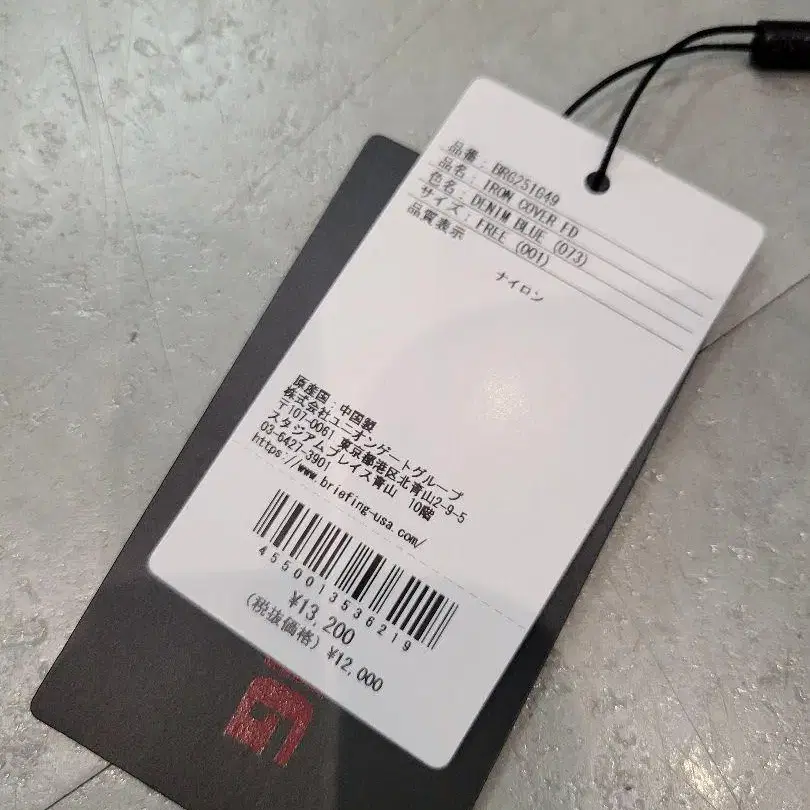 品番：BRG251G49
品名：IRON COVER FD
色名：DENIM BLUE (073)
サイズ：FREE (001)
品質表示
ナイロン
原産国：中国製
株式会社ユニオンゲートグループ
〒107-0061 東京都港区北青山2-9-5
スタジアムプレイス青山 10階
03-6427-3901
https://www.briefing-usa.com/
4550013536219
¥13,200
(税抜価格) ¥12,000
G